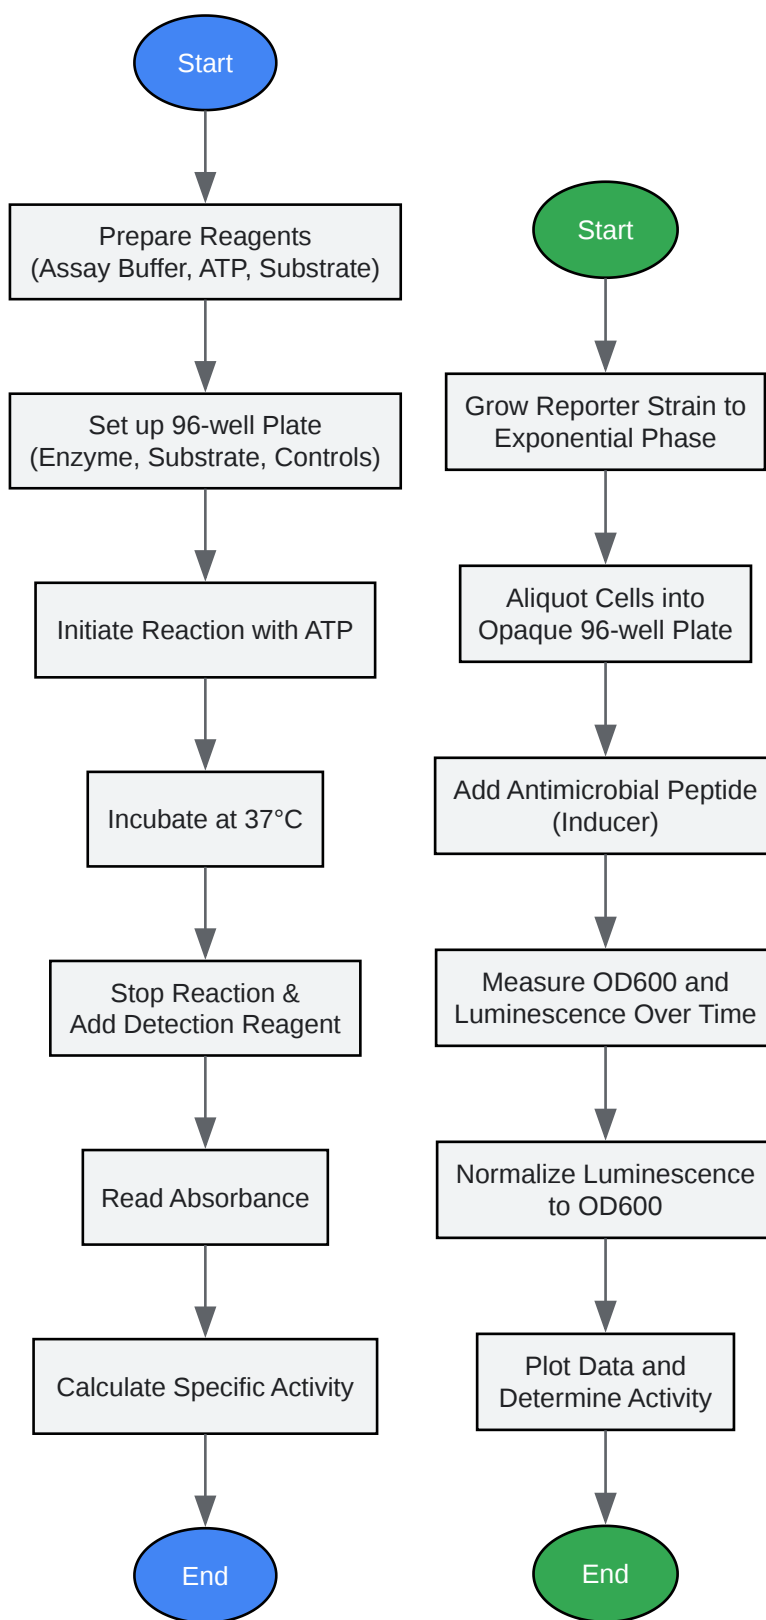 Start
Prepare Reagents
(Assay Buffer, ATP, Substrate)
Set up 96-well Plate
(Enzyme, Substrate, Controls)
Initiate Reaction with ATP
Incubate at 37°C
Stop Reaction &
Add Detection Reagent
Read Absorbance
Calculate Specific Activity
End
Start
Grow Reporter Strain to
Exponential Phase
Aliquot Cells into
Opaque 96-well Plate
Add Antimicrobial Peptide
(Inducer)
Measure OD600 and
Luminescence Over Time
Normalize Luminescence
to OD600
Plot Data and
Determine Activity
End